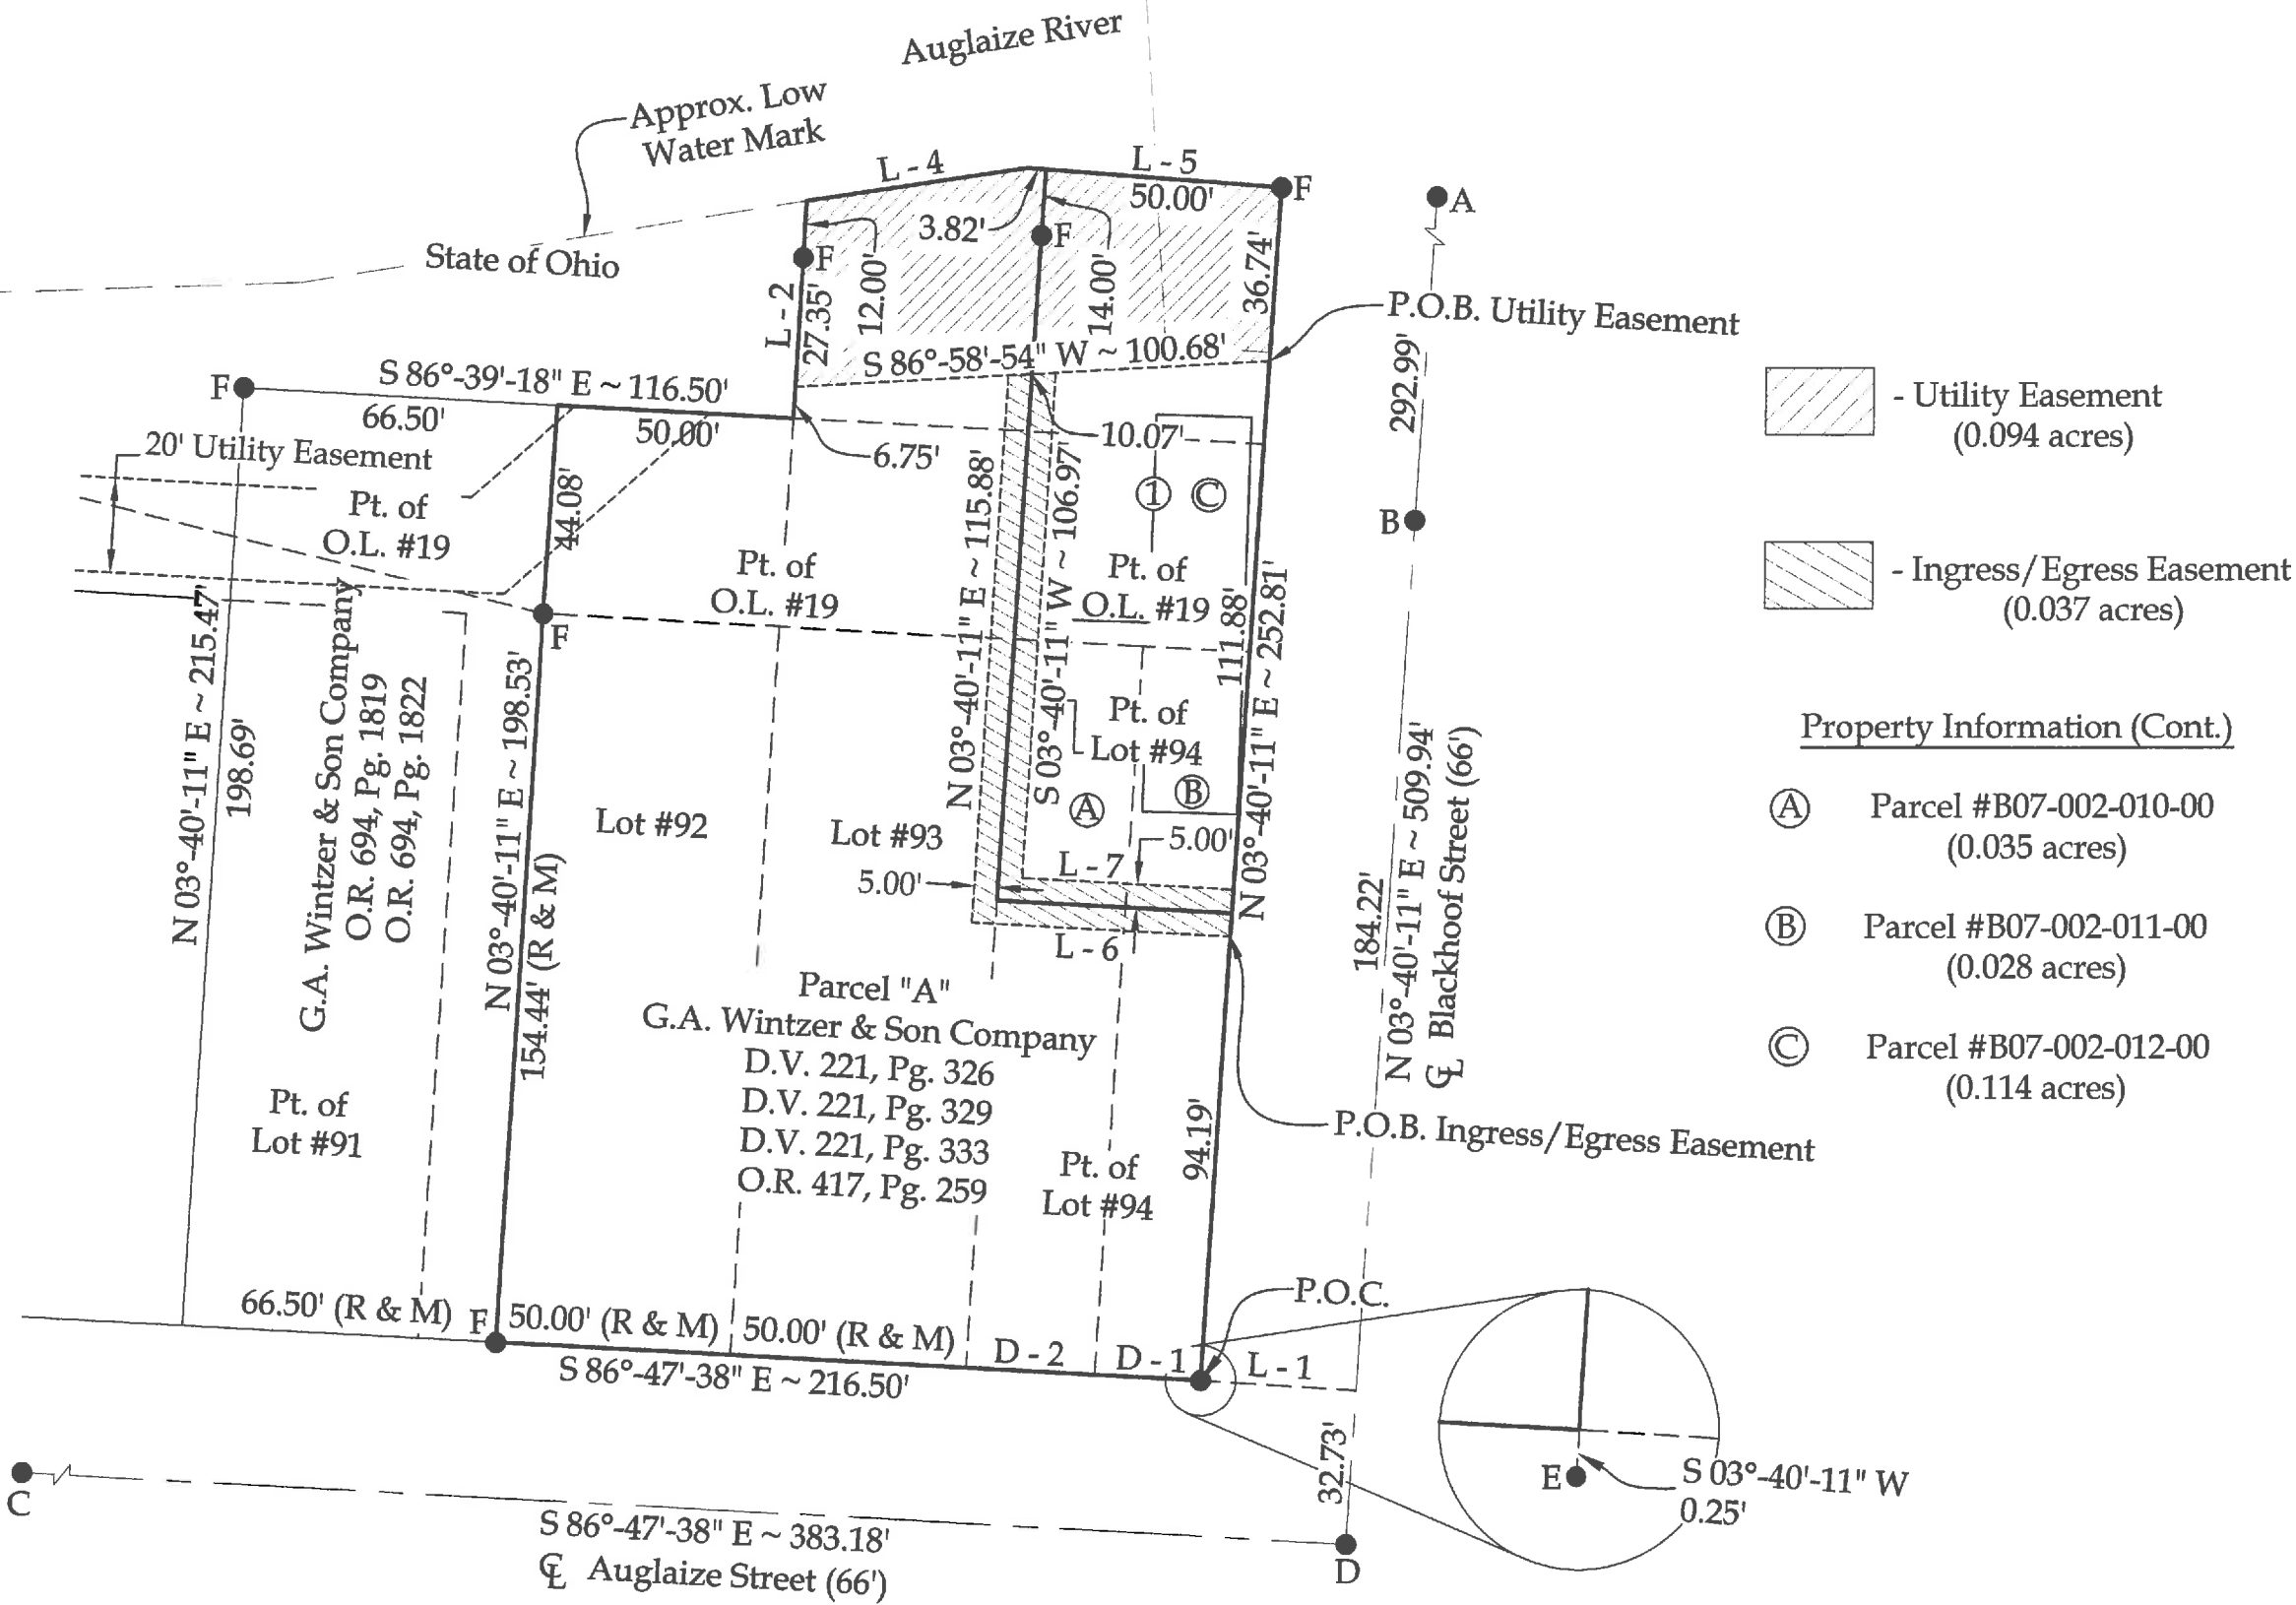 Auglaize River
Approx. Low
Water Mark
L - 4
L - 5
50.00'
F
A
3.82'
F
F
State of Ohio
L - 2
27.35'
12.00'
14.00'
36.74'
P.O.B. Utility Easement
292.99'
S 86°-58'-54" W ~ 100.68'
F
S 86°-39'-18" E ~ 116.50'
66.50'
50.00'
6.75'
10.07'
20' Utility Easement
44.08'
1
C
B
Pt. of
O.L. #19
Pt. of
O.L. #19
Pt. of
O.L. #19
F
N 03°-40'-11" E ~ 115.88'
S 03°-40'-11" W ~ 106.97'
111.88'
N 03°-40'-11" E ~ 252.81'
N 03°-40'-11" E ~ 215.47'
198.69'
G.A. Wintzer & Son Company
O.R. 694, Pg. 1819
O.R. 694, Pg. 1822
N 03°-40'-11" E ~ 198.53'
154.44' (R & M)
Pt. of
Lot #94
B
A
Lot #92
Lot #93
5.00'
5.00'
L - 7
L - 6
184.22'
N 03°-40'-11" E ~ 509.94'
CL Blackhoof Street (66')
Parcel "A"
G.A. Wintzer & Son Company
D.V. 221, Pg. 326
D.V. 221, Pg. 329
D.V. 221, Pg. 333
O.R. 417, Pg. 259
Pt. of
Lot #91
Pt. of
Lot #94
94.19'
P.O.B. Ingress/Egress Easement
P.O.C.
66.50' (R & M)
F
50.00' (R & M)
50.00' (R & M)
D - 2
D - 1
L - 1
S 86°-47'-38" E ~ 216.50'
32.73'
C
S 86°-47'-38" E ~ 383.18'
CL Auglaize Street (66')
D
E
S 03°-40'-11" W
0.25'
- Utility Easement
(0.094 acres)
- Ingress/Egress Easement
(0.037 acres)
Property Information (Cont.)
A Parcel #B07-002-010-00
(0.035 acres)
B Parcel #B07-002-011-00
(0.028 acres)
C Parcel #B07-002-012-00
(0.114 acres)